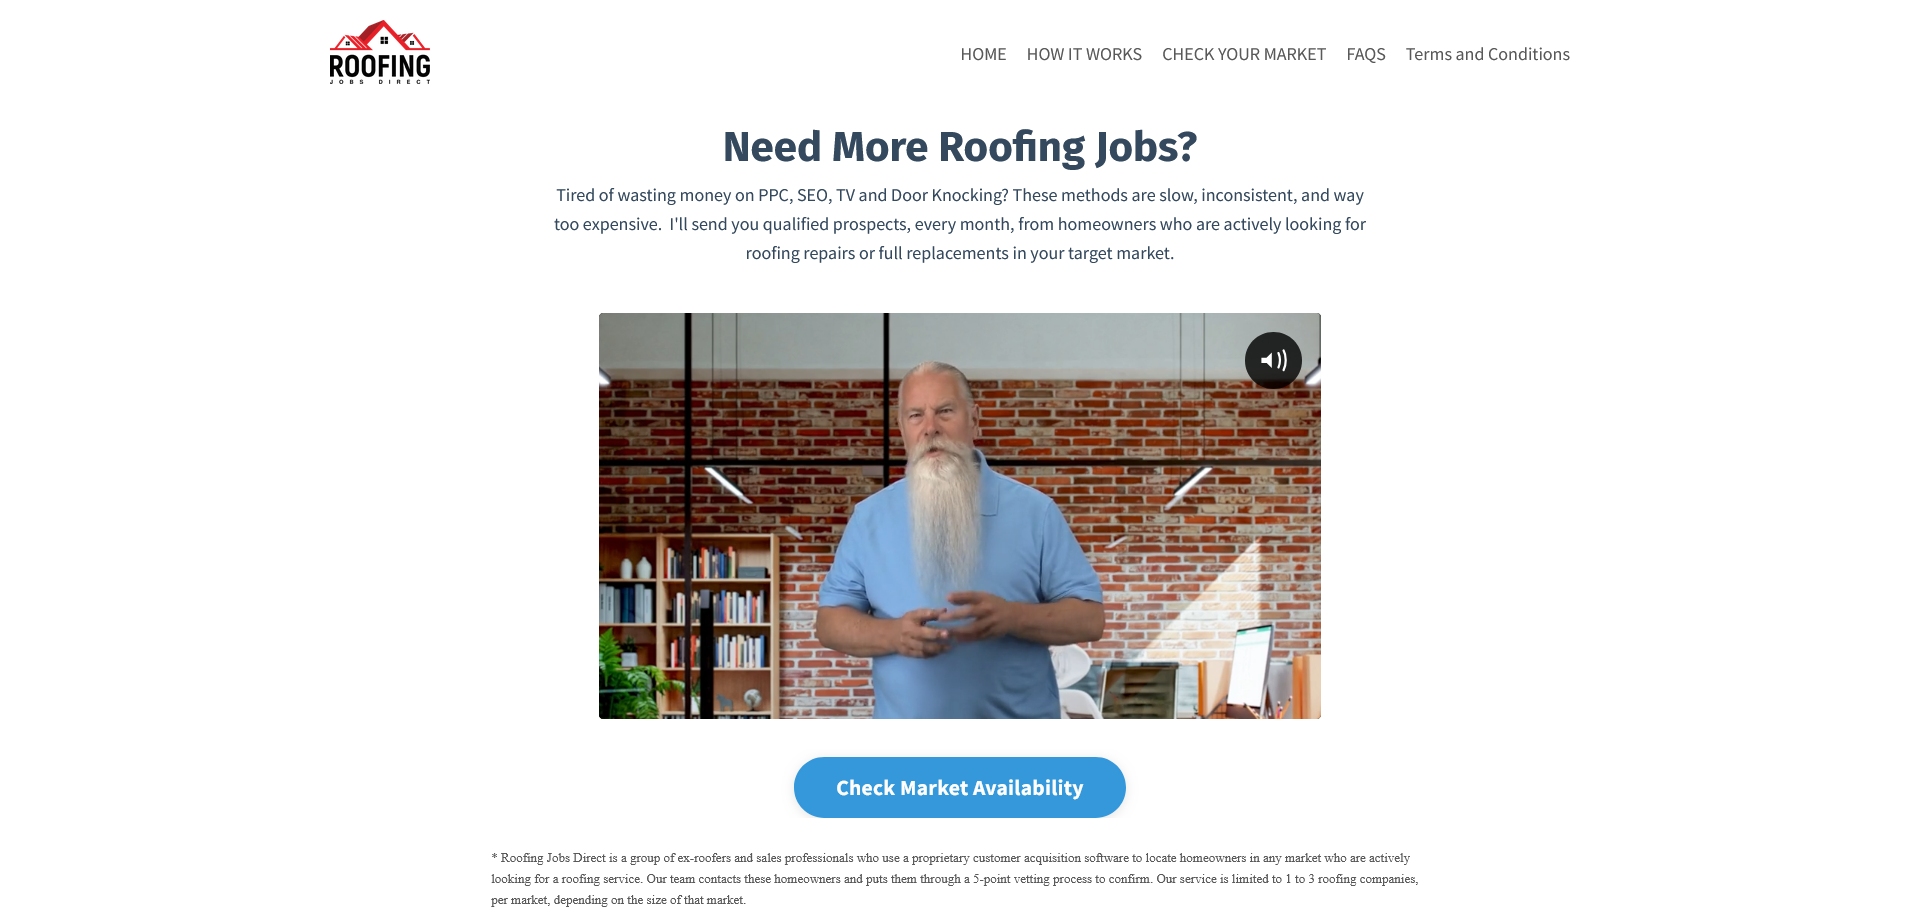 ROOFING
JOBS DIRECT
HOME HOW IT WORKS CHECK YOUR MARKET FAQS Terms and Conditions
Need More Roofing Jobs?
Tired of wasting money on PPC, SEO, TV and Door Knocking? These methods are slow, inconsistent, and way
too expensive.  I'll send you qualified prospects, every month, from homeowners who are actively looking for
roofing repairs or full replacements in your target market.
Check Market Availability
* Roofing Jobs Direct is a group of ex-roofers and sales professionals who use a proprietary customer acquisition software to locate homeowners in any market who are actively
looking for a roofing service. Our team contacts these homeowners and puts them through a 5-point vetting process to confirm. Our service is limited to 1 to 3 roofing companies,
per market, depending on the size of that market.